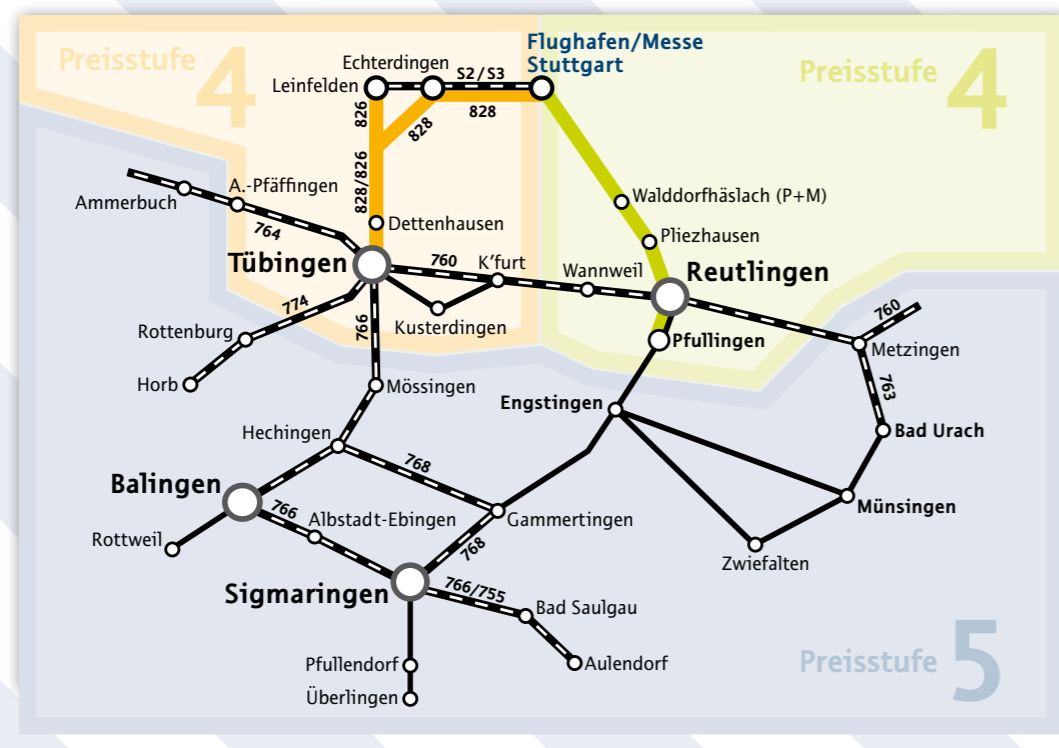 Preisstufe 4
Preisstufe 4
Flughafen/Messe
Stuttgart
Echterdingen
Leinfelden
S2/S3
828
826
828
828/826
Ammerbuch
A.-Pfäffingen
764
Dettenhausen
Walddorfhäslach (P+M)
Pliezhausen
Tübingen
760
K'furt
Wannweil
Reutlingen
774
766
Kusterdingen
Rottenburg
Horb
Pfullingen
760
Metzingen
763
Mössingen
Engstingen
Bad Urach
Hechingen
768
Balingen
766
Albstadt-Ebingen
Gammertingen
Münsingen
Rottweil
768
Zwiefalten
Sigmaringen
766/755
Bad Saulgau
Pfullendorf
Aulendorf
Überlingen
Preisstufe 5